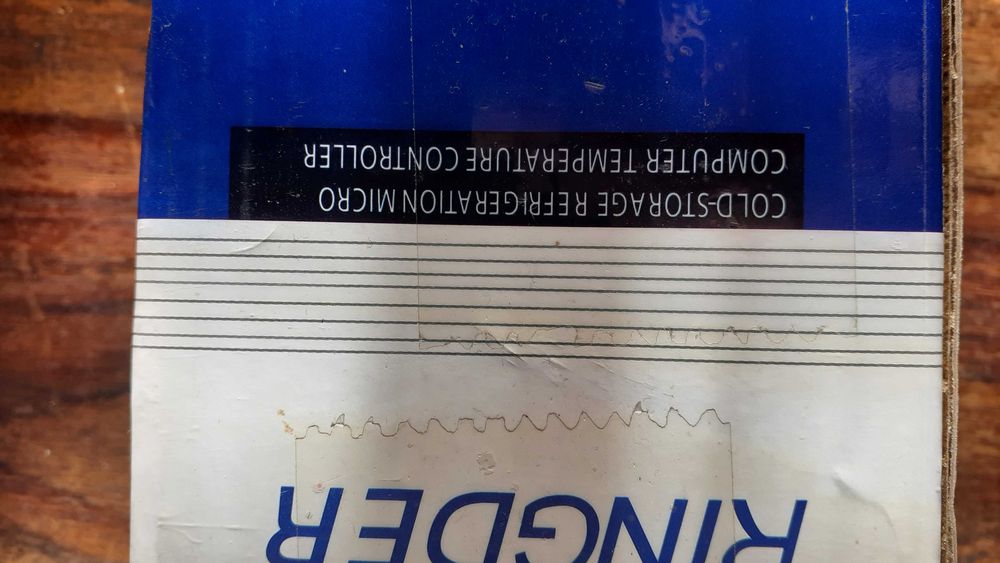 RINGDER
COLD-STORAGE REFRIGERATION MICRO
COMPUTER TEMPERATURE CONTROLLER